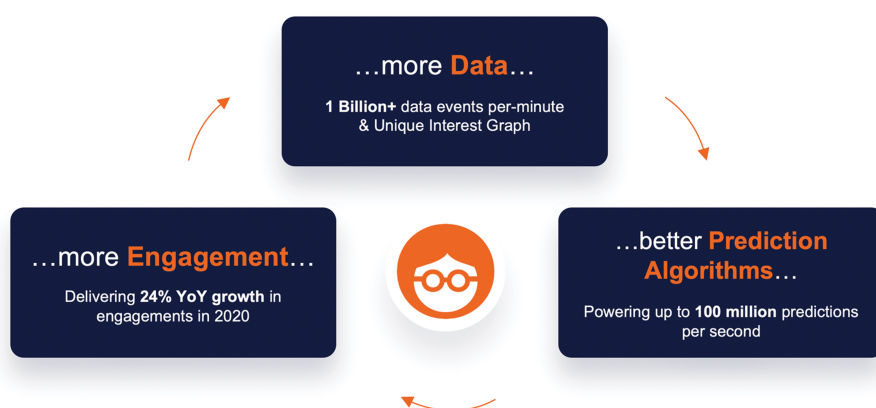 ...more Data...
1 Billion+ data events per-minute
& Unique Interest Graph
...more Engagement...
Delivering 24% YoY growth in
engagements in 2020
...better Prediction
Algorithms...
Powering up to 100 million predictions
per second